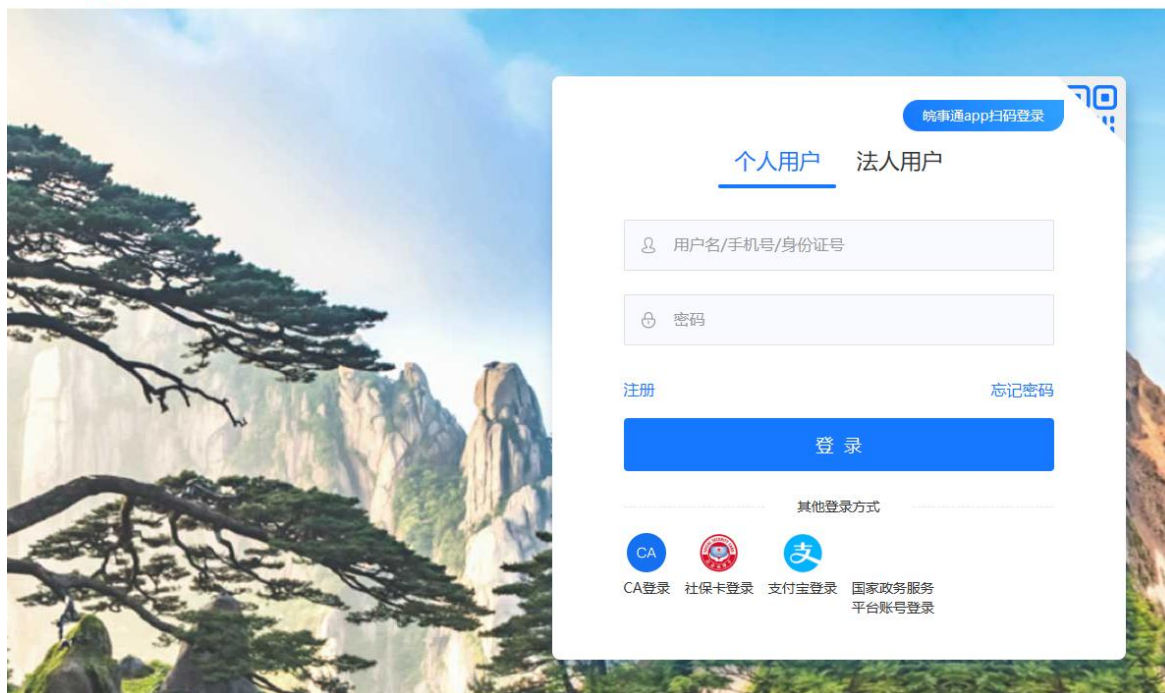 皖事通app扫码登录
个人用户 法人用户
用户名/手机号/身份证号
密码
注册 忘记密码
登 录
其他登录方式
CA
支
CA登录 社保卡登录 支付宝登录 国家政务服务
平台账号登录